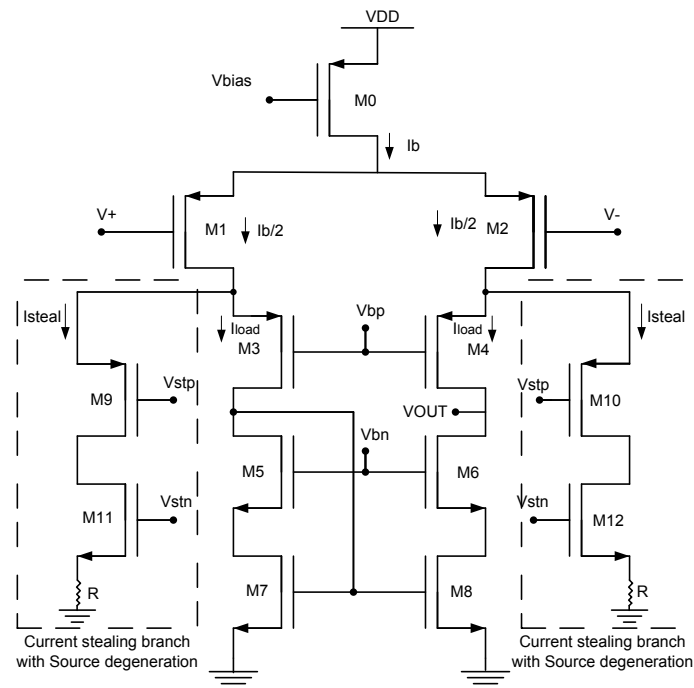 VDD
Vbias
M0
Ib
V+
M1
Ib/2
Ib/2
M2
V-
Isteal
Iload
M3
Vbp
Iload
M4
Isteal
M9
Vstp
VOUT
Vstp
M10
M5
Vbn
M6
M11
Vstn
Vstn
M12
R
M7
M8
R
Current stealing branch
with Source degeneration
Current stealing branch
with Source degeneration